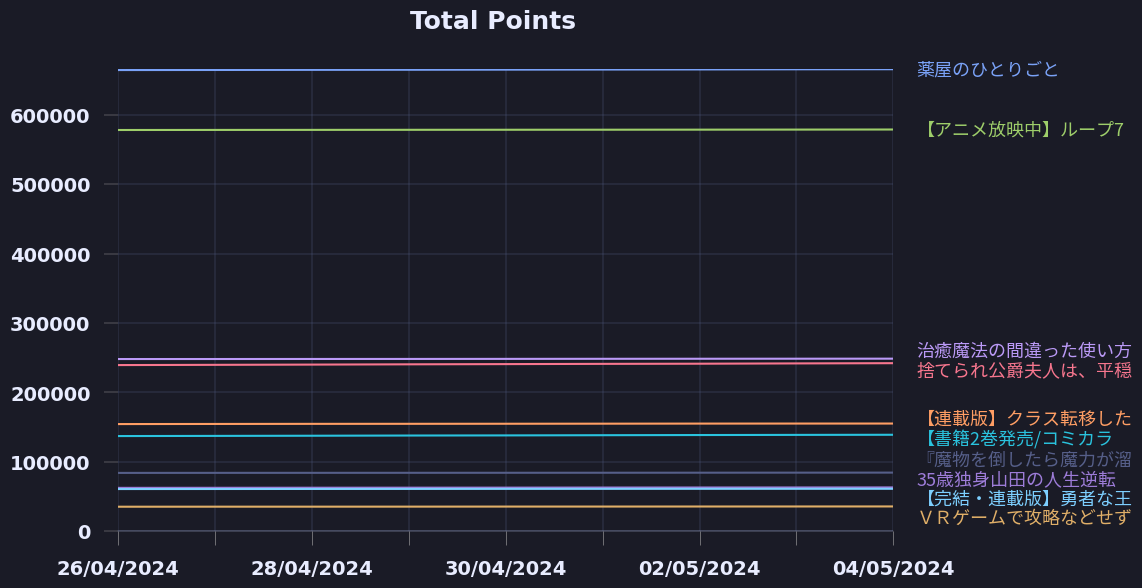 Total Points
薬屋のひとりごと
600000
【アニメ放映中】ループ7
500000
400000
300000
治癒魔法の間違った使い方
捨てられ公爵夫人は、平穏
200000
【連載版】クラス転移した
【書籍2巻発売/コミカラ
100000
『魔物を倒したら魔力が溜
35歳独身山田の人生逆転
【完結・連載版】勇者な王
ＶＲゲームで攻略などせず
0
26/04/2024
28/04/2024
30/04/2024
02/05/2024
04/05/2024